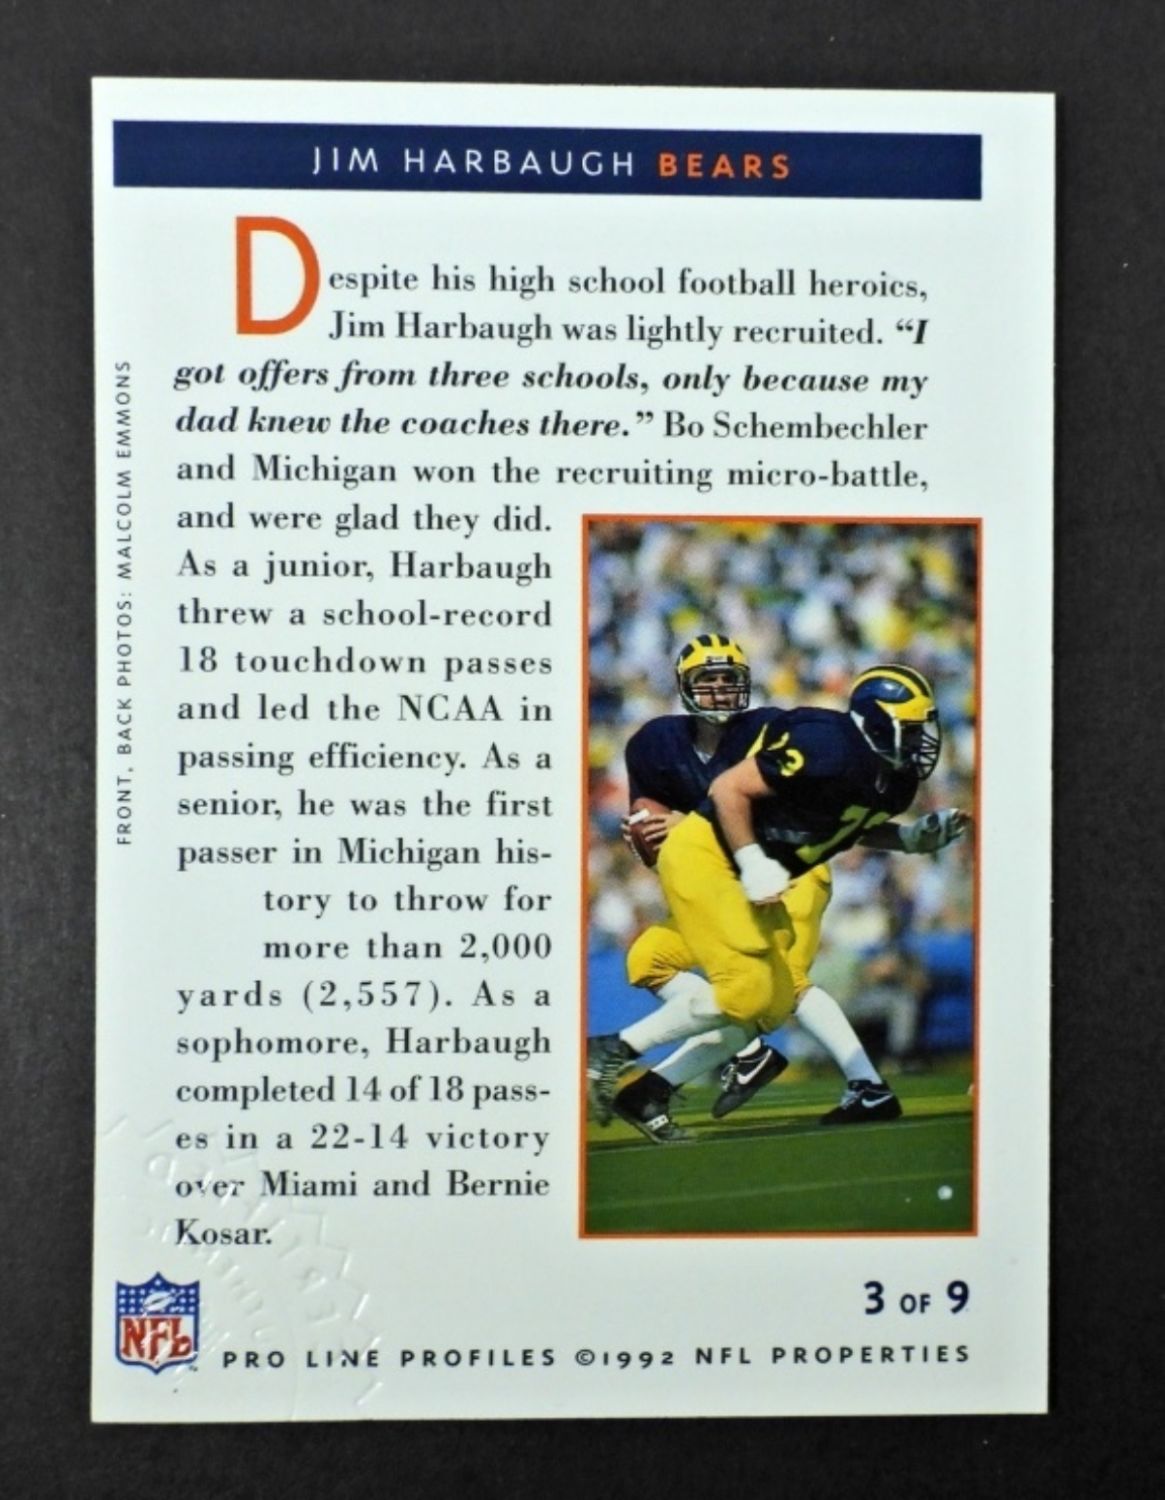 JIM HARBAUGH BEARS
Despite his high school football heroics,
Jim Harbaugh was lightly recruited. “I
got offers from three schools, only because my
dad knew the coaches there.” Bo Schembechler
and Michigan won the recruiting micro-battle,
and were glad they did.
As a junior, Harbaugh
threw a school-record
18 touchdown passes
and led the NCAA in
passing efficiency. As a
senior, he was the first
passer in Michigan his-
tory to throw for
more than 2,000
yards (2,557). As a
sophomore, Harbaugh
completed 14 of 18 pass-
es in a 22-14 victory
over Miami and Bernie
Kosar.
FRONT, BACK PHOTOS: MALCOLM EMMONS
73
3 OF 9
NFL
PRO LINE PROFILES ©1992 NFL PROPERTIES